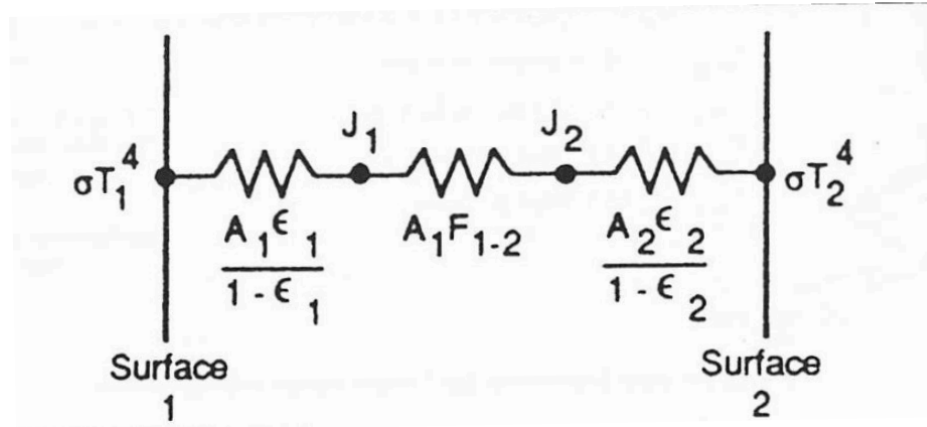 J₁ J₂
σT₁⁴ σT₂⁴
A₁ϵ₁ A₁F₁₋₂ A₂ϵ₂
1 - ϵ₁ 1 - ϵ₂
Surface Surface
1 2